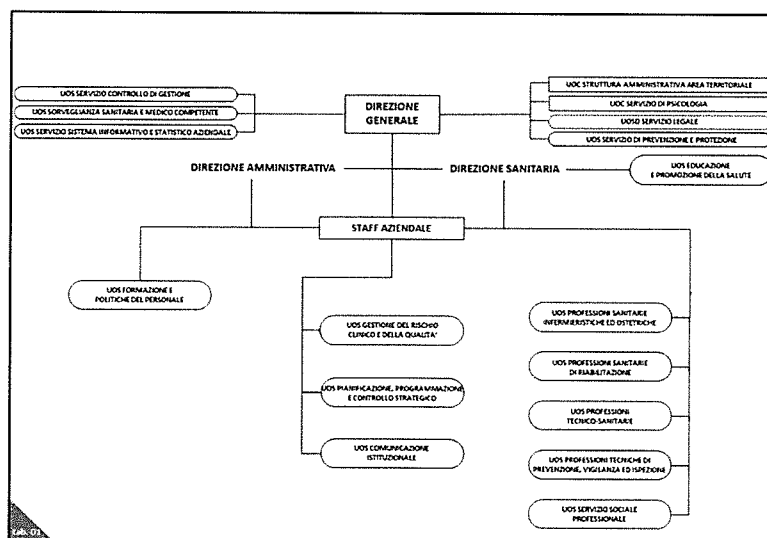 UOS SERVIZIO CONTROLLO DI GESTIONE
UOS SORVEGLIANZA SANITARIA E MEDICO COMPETENTE
UOS SERVIZIO SISTEMA INFORMATIVO E STATISTICO AZIENDALE
DIREZIONE
GENERALE
UOC STRUTTURA AMMINISTRATIVA AREA TERRITORIALE
UOC SERVIZIO DI PSICOLOGIA
UOSD SERVIZIO LEGALE
UOS SERVIZIO DI PREVENZIONE E PROTEZIONE
DIREZIONE AMMINISTRATIVA
DIREZIONE SANITARIA
UOS EDUCAZIONE
E PROMOZIONE DELLA SALUTE
STAFF AZIENDALE
UOS FORMAZIONE E
POLITICHE DEL PERSONALE
UOS GESTIONE DEL RISCHIO
CLINICO E DELLA QUALITA'
UOS PIANIFICAZIONE, PROGRAMMAZIONE
E CONTROLLO STRATEGICO
UOS COMUNICAZIONE
ISTITUZIONALE
UOS PROFESSIONI SANITARIE
INFERMIERISTICHE ED OSTETRICHE
UOS PROFESSIONI SANITARIE
DI RIABILITAZIONE
UOS PROFESSIONI
TECNICO-SANITARIE
UOS PROFESSIONI TECNICHE DI
PREVENZIONE, VIGILANZA ED ISPEZIONE
UOS SERVIZIO SOCIALE
PROFESSIONALE